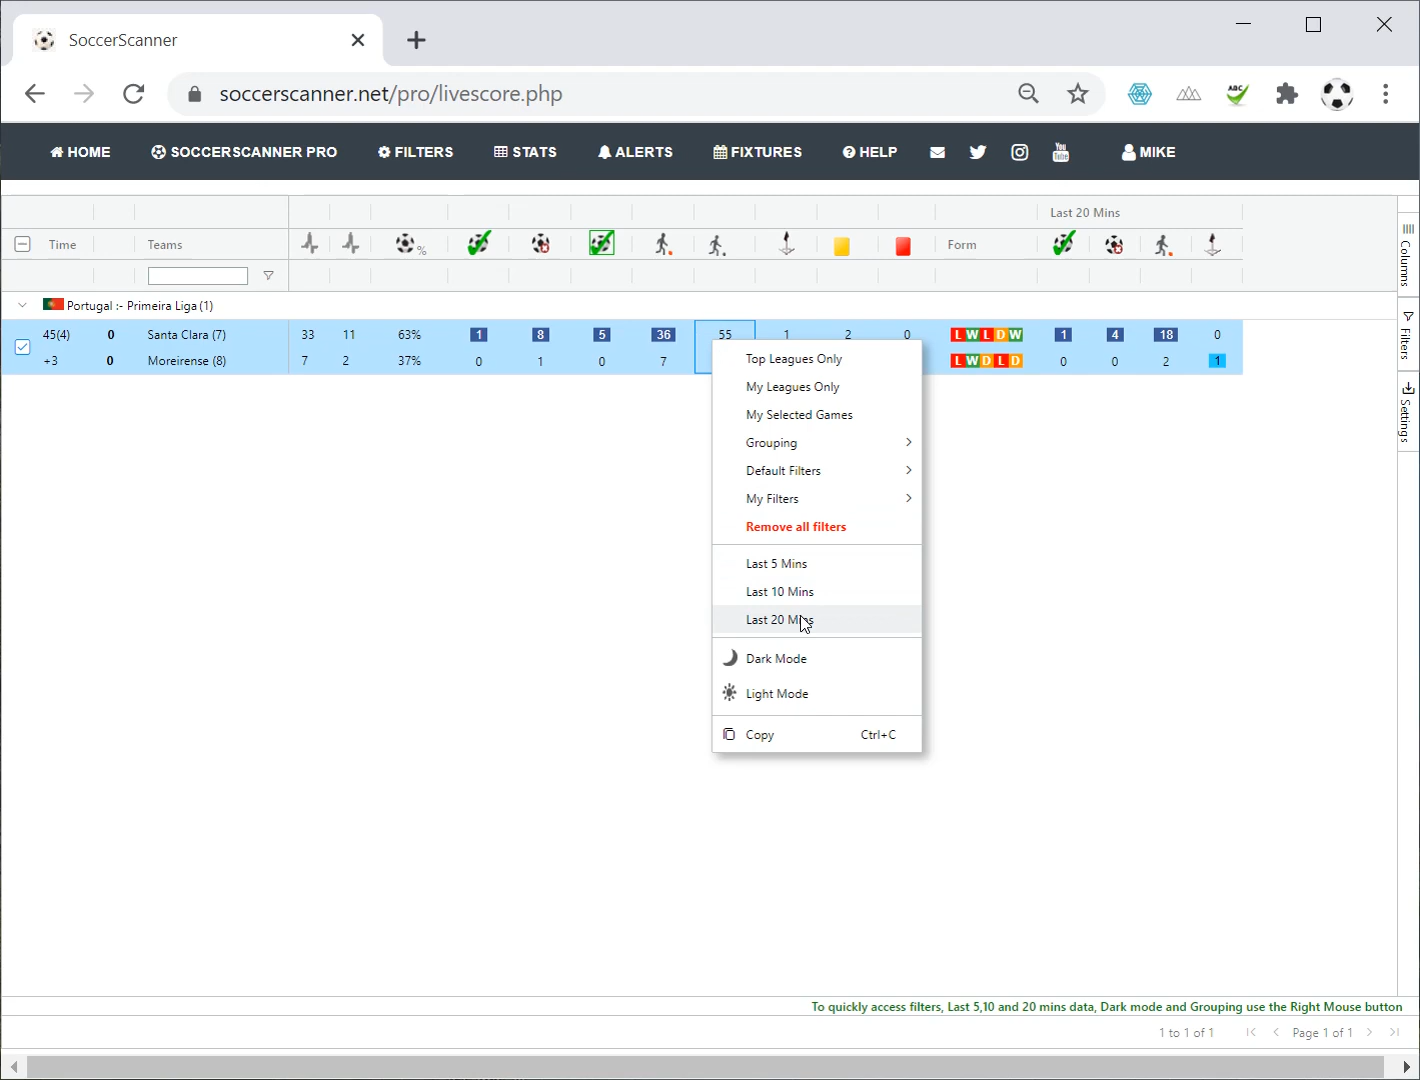 SoccerScanner
soccerscanner.net/pro/livescore.php
ABC
HOME SOCCERSCANNER PRO FILTERS STATS ALERTS FIXTURES HELP You Tube MIKE
Last 20 Mins
Time Teams % Form
Portugal :- Primeira Liga (1)
45(4) 0 Santa Clara (7) 33 11 63% 1 8 5 36 55 1 2 0 L W L D W 1 4 18 0
+3 0 Moreirense (8) 7 2 37% 0 1 0 7 L W D L D 0 0 2 1
Top Leagues Only
My Leagues Only
My Selected Games
Grouping
Default Filters
My Filters
Remove all filters
Last 5 Mins
Last 10 Mins
Last 20 Mins
Dark Mode
Light Mode
Copy Ctrl+C
Columns
Filters
Settings
To quickly access filters, Last 5,10 and 20 mins data, Dark mode and Grouping use the Right Mouse button
1 to 1 of 1 Page 1 of 1